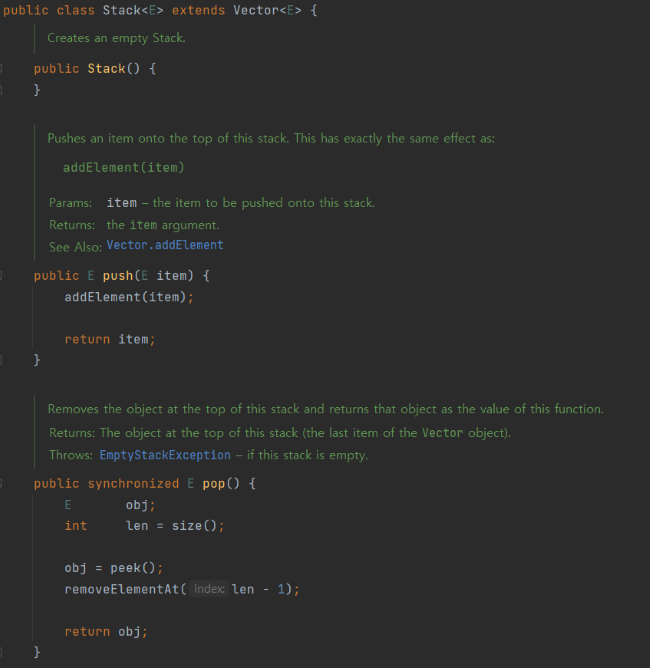 public class Stack<E> extends Vector<E> {
Creates an empty Stack.
public Stack() {
}
Pushes an item onto the top of this stack. This has exactly the same effect as:
addElement(item)
Params: item – the item to be pushed onto this stack.
Returns: the item argument.
See Also: Vector.addElement
public E push(E item) {
addElement(item);
return item;
}
Removes the object at the top of this stack and returns that object as the value of this function.
Returns: The object at the top of this stack (the last item of the Vector object).
Throws: EmptyStackException – if this stack is empty.
public synchronized E pop() {
E obj;
int len = size();
obj = peek();
removeElementAt( index: len - 1);
return obj;
}